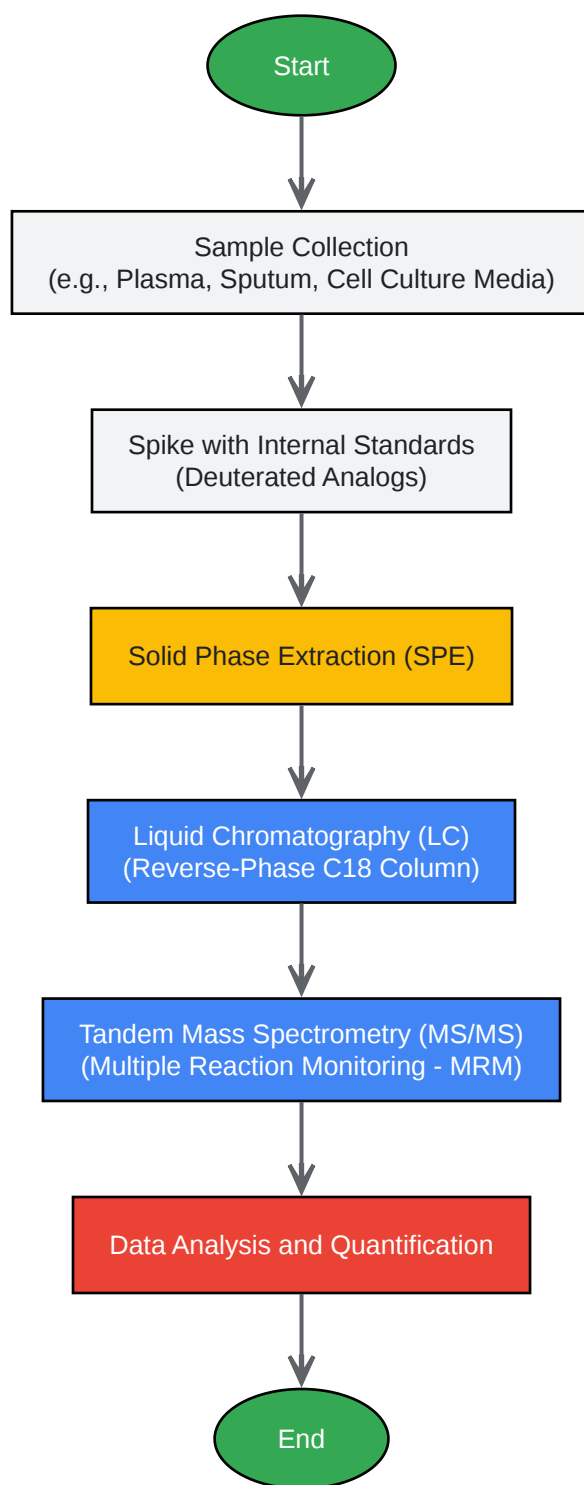 Start
Sample Collection
(e.g., Plasma, Sputum, Cell Culture Media)
Spike with Internal Standards
(Deuterated Analogs)
Solid Phase Extraction (SPE)
Liquid Chromatography (LC)
(Reverse-Phase C18 Column)
Tandem Mass Spectrometry (MS/MS)
(Multiple Reaction Monitoring - MRM)
Data Analysis and Quantification
End